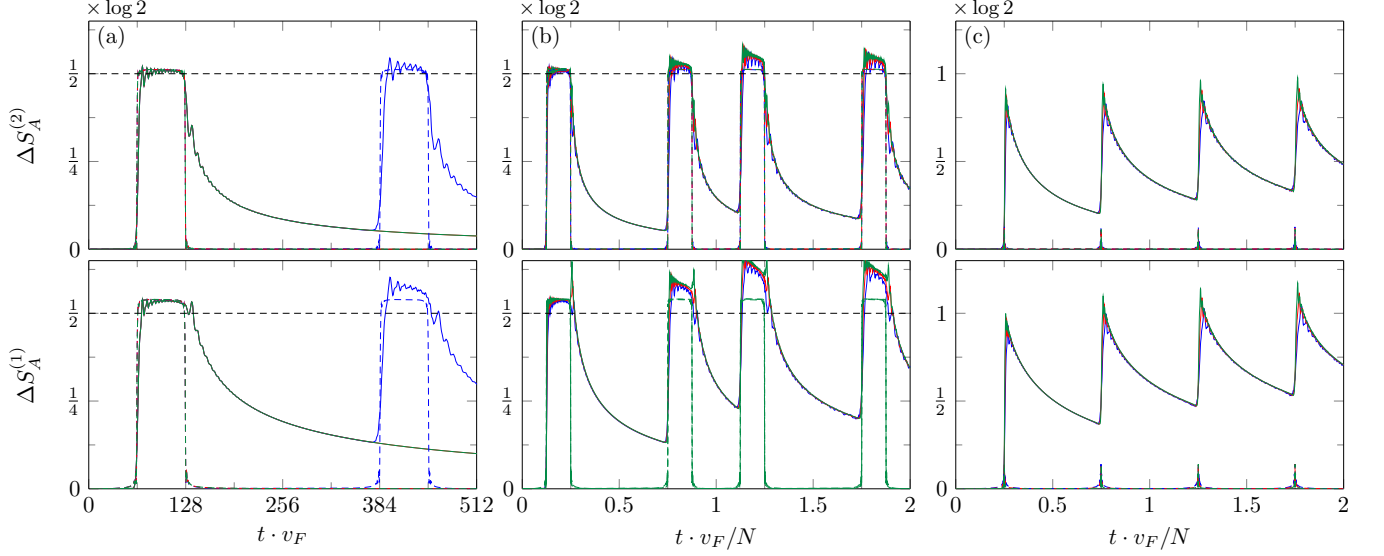 × log 2 × log 2 × log 2
(a) (b) (c)
ΔS_A^(2)
1/2 1/4 0
1/2 1/4 0
1 1/2 0
ΔS_A^(1)
1/2 1/4 0
1/2 1/4 0
1 1/2 0
0 128 256 384 512
0.5 1 1.5 2
0.5 1 1.5 2
t · v_F t · v_F/N t · v_F/N